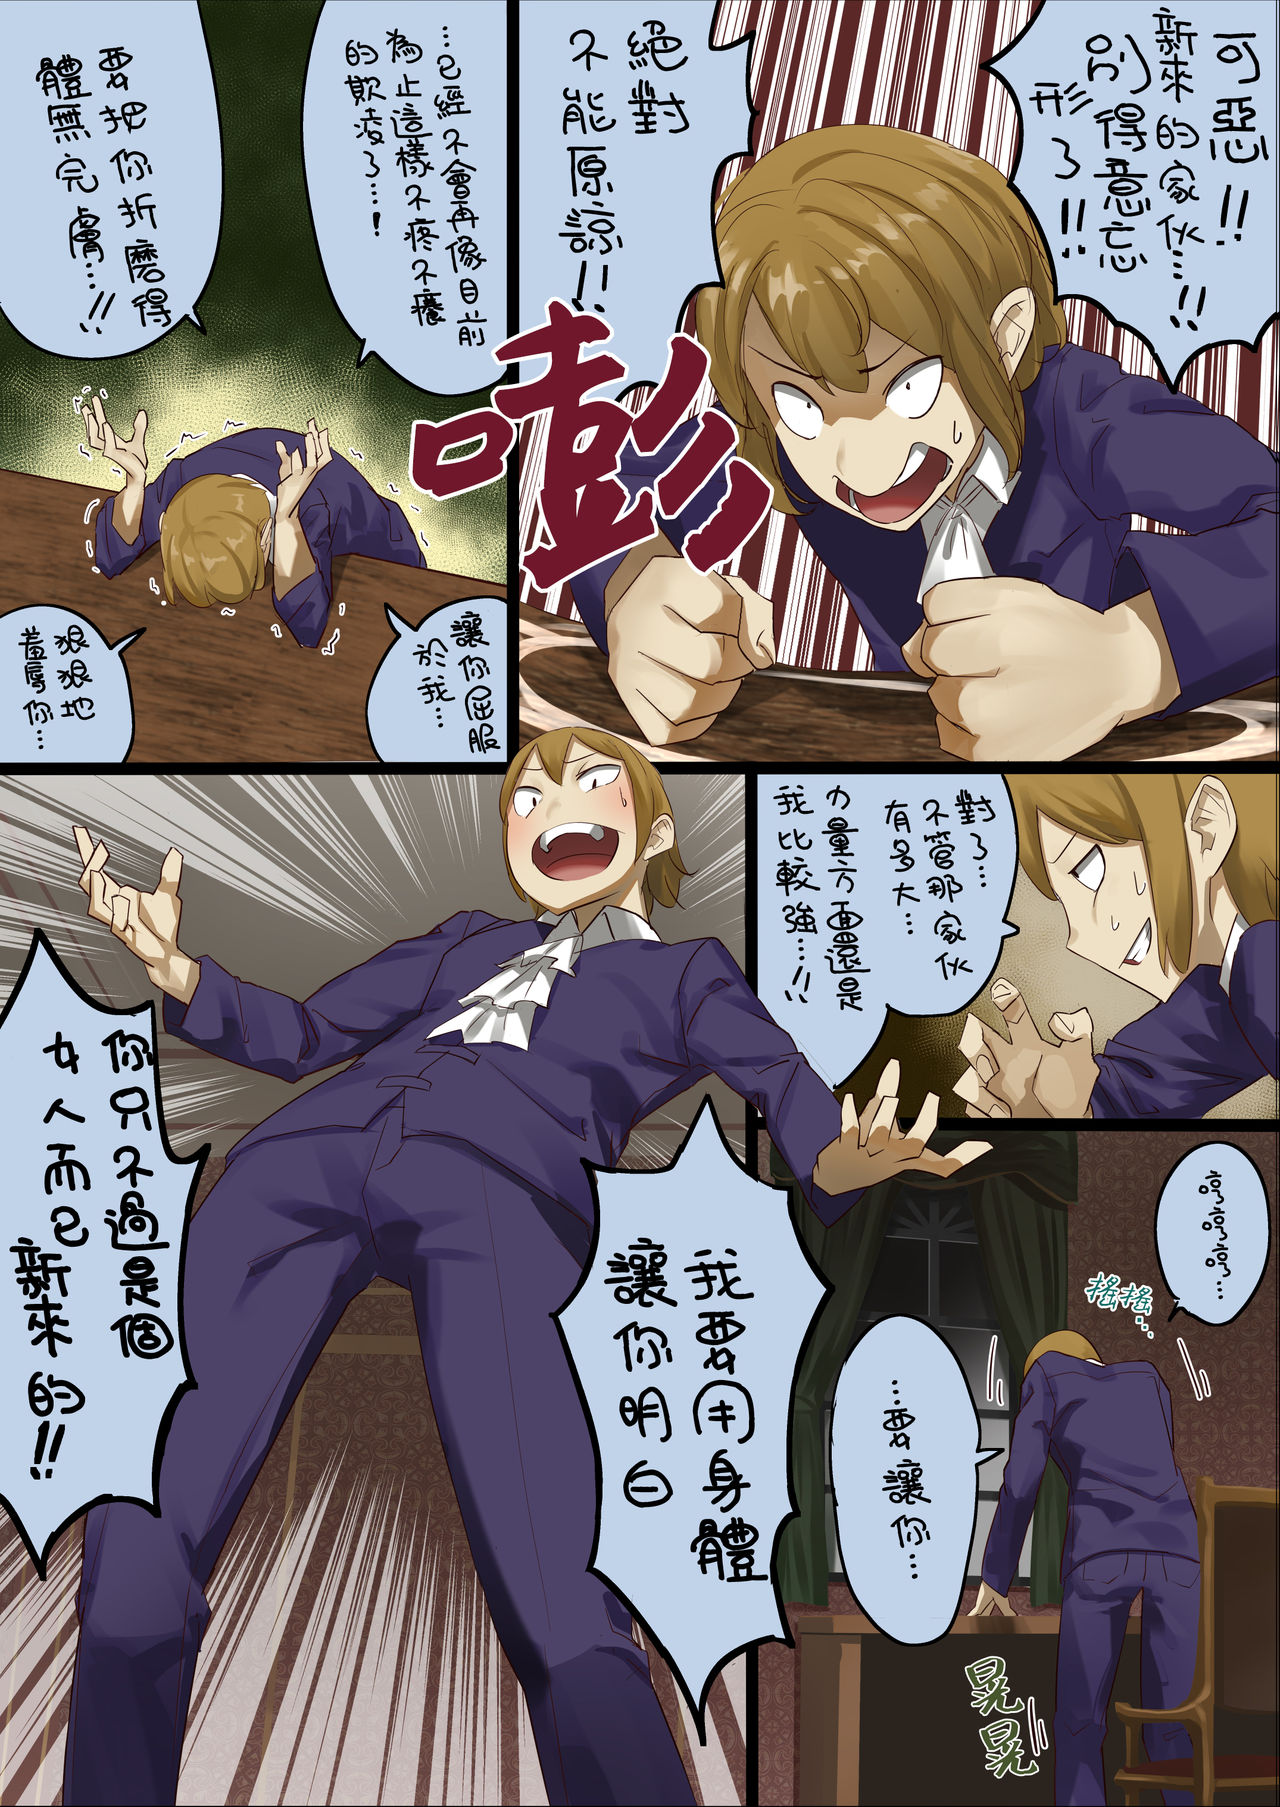 可惡!!
新來的家伙…!!
別得意忘
形了!!
絕對
不能原諒!!
嘭
…已經不會再像目前
為止這樣不疼不癢
的欺凌了…!
要把你折磨得
體無完膚…!!
讓你屈服
於我…
狠狠地
羞辱你…
對了…
不管那家伙
有多大…
力量方面還是
我比較強…!!
哼哼哼…
搖搖…
…要讓你…
晃晃
我要用身體
讓你明白
你只不過是個
女人而已
新來的!!